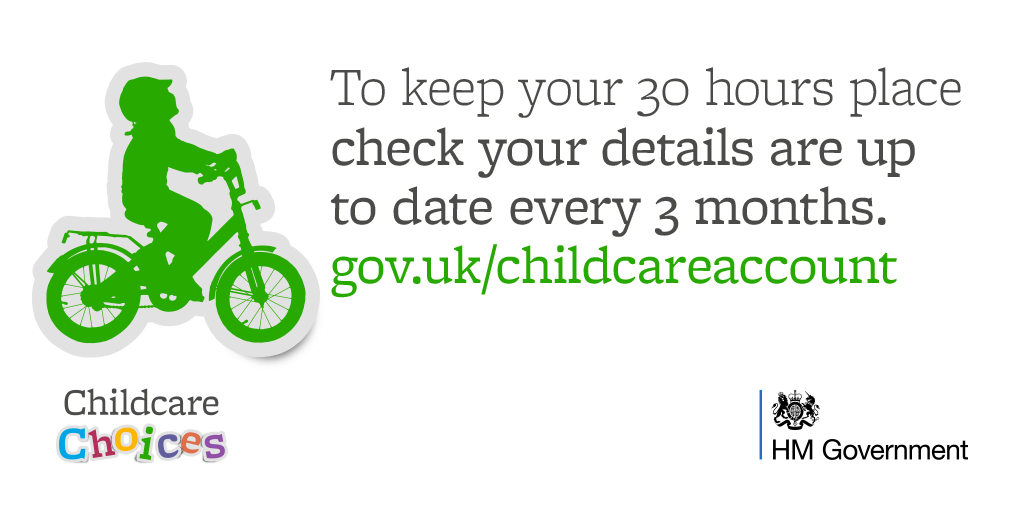 To keep your 30 hours place
check your details are up
to date every 3 months.
gov.uk/childcareaccount
Childcare
Choices
HM Government